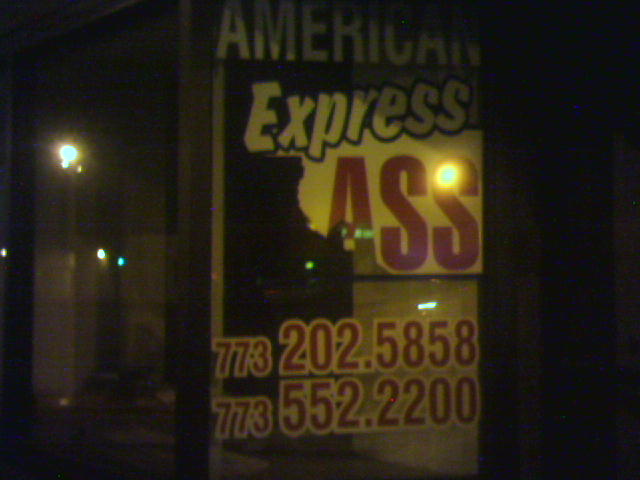 AMERICAN
Express
ASS
773 202.5858
773 552.2200